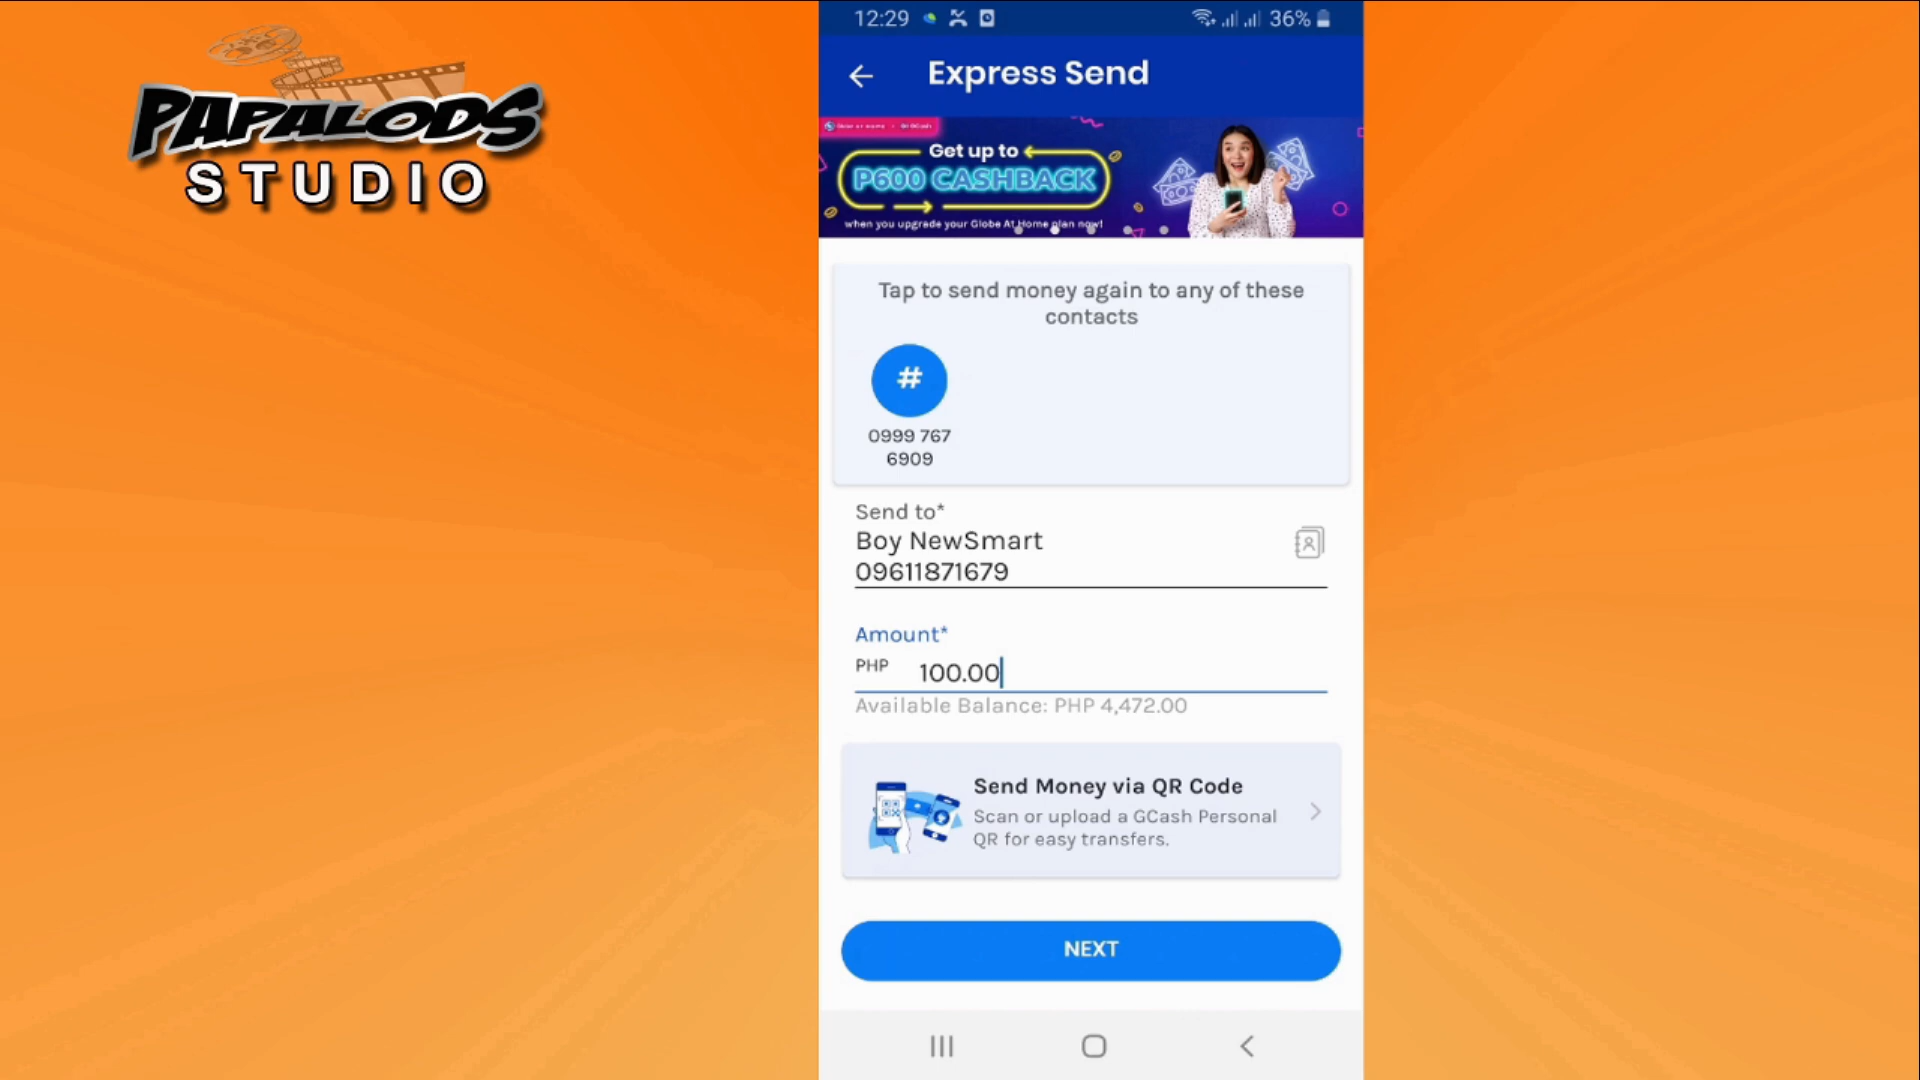 PAPALODS
STUDIO
12:29
36%
Express Send
Get up to
P600 CASHBACK
when you upgrade your Globe At Home plan now!
Tap to send money again to any of these
contacts
#
0999 767
6909
Send to*
Boy NewSmart
09611871679
Amount*
PHP 100.00
Available Balance: PHP 4,472.00
Send Money via QR Code
Scan or upload a GCash Personal
QR for easy transfers.
NEXT